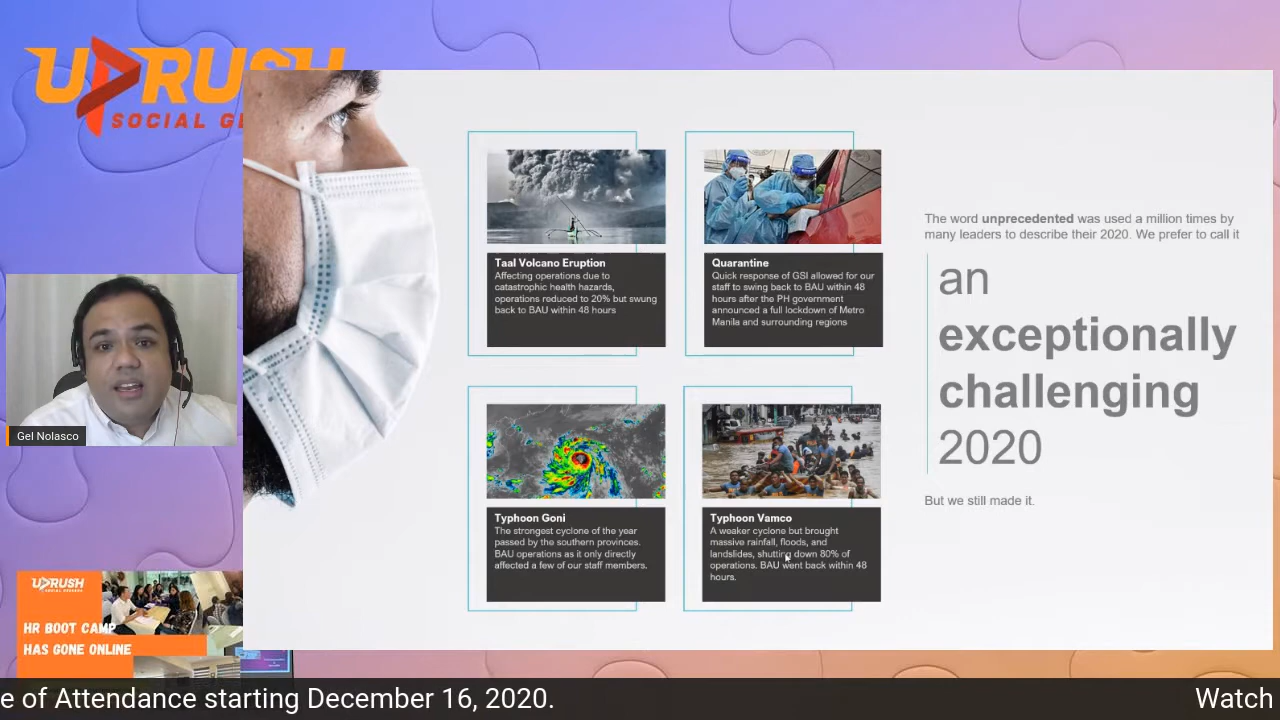 UPRUSH
SOCIAL GE
Taal Volcano Eruption
Affecting operations due to
catastrophic health hazards,
operations reduced to 20% but swung
back to BAU within 48 hours
Quarantine
Quick response of GSI allowed for our
staff to swing back to BAU within 48
hours after the PH government
announced a full lockdown of Metro
Manila and surrounding regions
The word unprecedented was used a million times by
many leaders to describe their 2020. We prefer to call it
an
exceptionally
challenging
2020
But we still made it.
Gel Nolasco
Typhoon Goni
The strongest cyclone of the year
passed by the southern provinces.
BAU operations as it only directly
affected a few of our staff members.
Typhoon Vamco
A weaker cyclone but brought
massive rainfall, floods, and
landslides, shutting down 80% of
operations. BAU went back within 48
hours.
UPRUSH
HR BOOT CAMP
HAS GONE ONLINE
e of Attendance starting December 16, 2020.
Watch